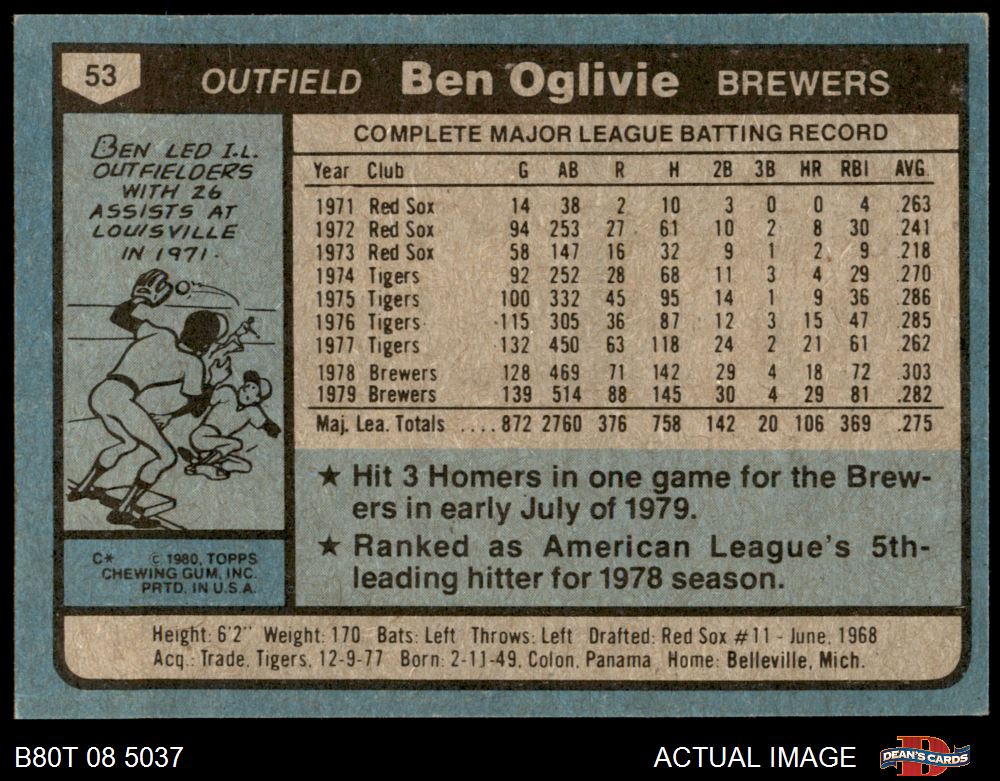 53 OUTFIELD Ben Oglivie BREWERS
BEN LED I.L.
OUTFIELDERS
WITH 26
ASSISTS AT
LOUISVILLE
IN 1971.
C* © 1980, TOPPS
CHEWING GUM, INC.
PRTD. IN U.S.A.
COMPLETE MAJOR LEAGUE BATTING RECORD
Year Club G AB R H 2B 3B HR RBI AVG.
1971 Red Sox 14 38 2 10 3 0 0 4 .263
1972 Red Sox 94 253 27 61 10 2 8 30 .241
1973 Red Sox 58 147 16 32 9 1 2 9 .218
1974 Tigers 92 252 28 68 11 3 4 29 .270
1975 Tigers 100 332 45 95 14 1 9 36 .286
1976 Tigers 115 305 36 87 12 3 15 47 .285
1977 Tigers 132 450 63 118 24 2 21 61 .262
1978 Brewers 128 469 71 142 29 4 18 72 .303
1979 Brewers 139 514 88 145 30 4 29 81 .282
Maj. Lea. Totals ....872 2760 376 758 142 20 106 369 .275
★ Hit 3 Homers in one game for the Brew-
ers in early July of 1979.
★ Ranked as American League's 5th-
leading hitter for 1978 season.
Height: 6'2" Weight: 170 Bats: Left Throws: Left Drafted: Red Sox #11 - June, 1968
Acq.: Trade, Tigers, 12-9-77 Born: 2-11-49, Colon, Panama Home: Belleville, Mich.
B80T 08 5037 ACTUAL IMAGE DEAN'S CARDS